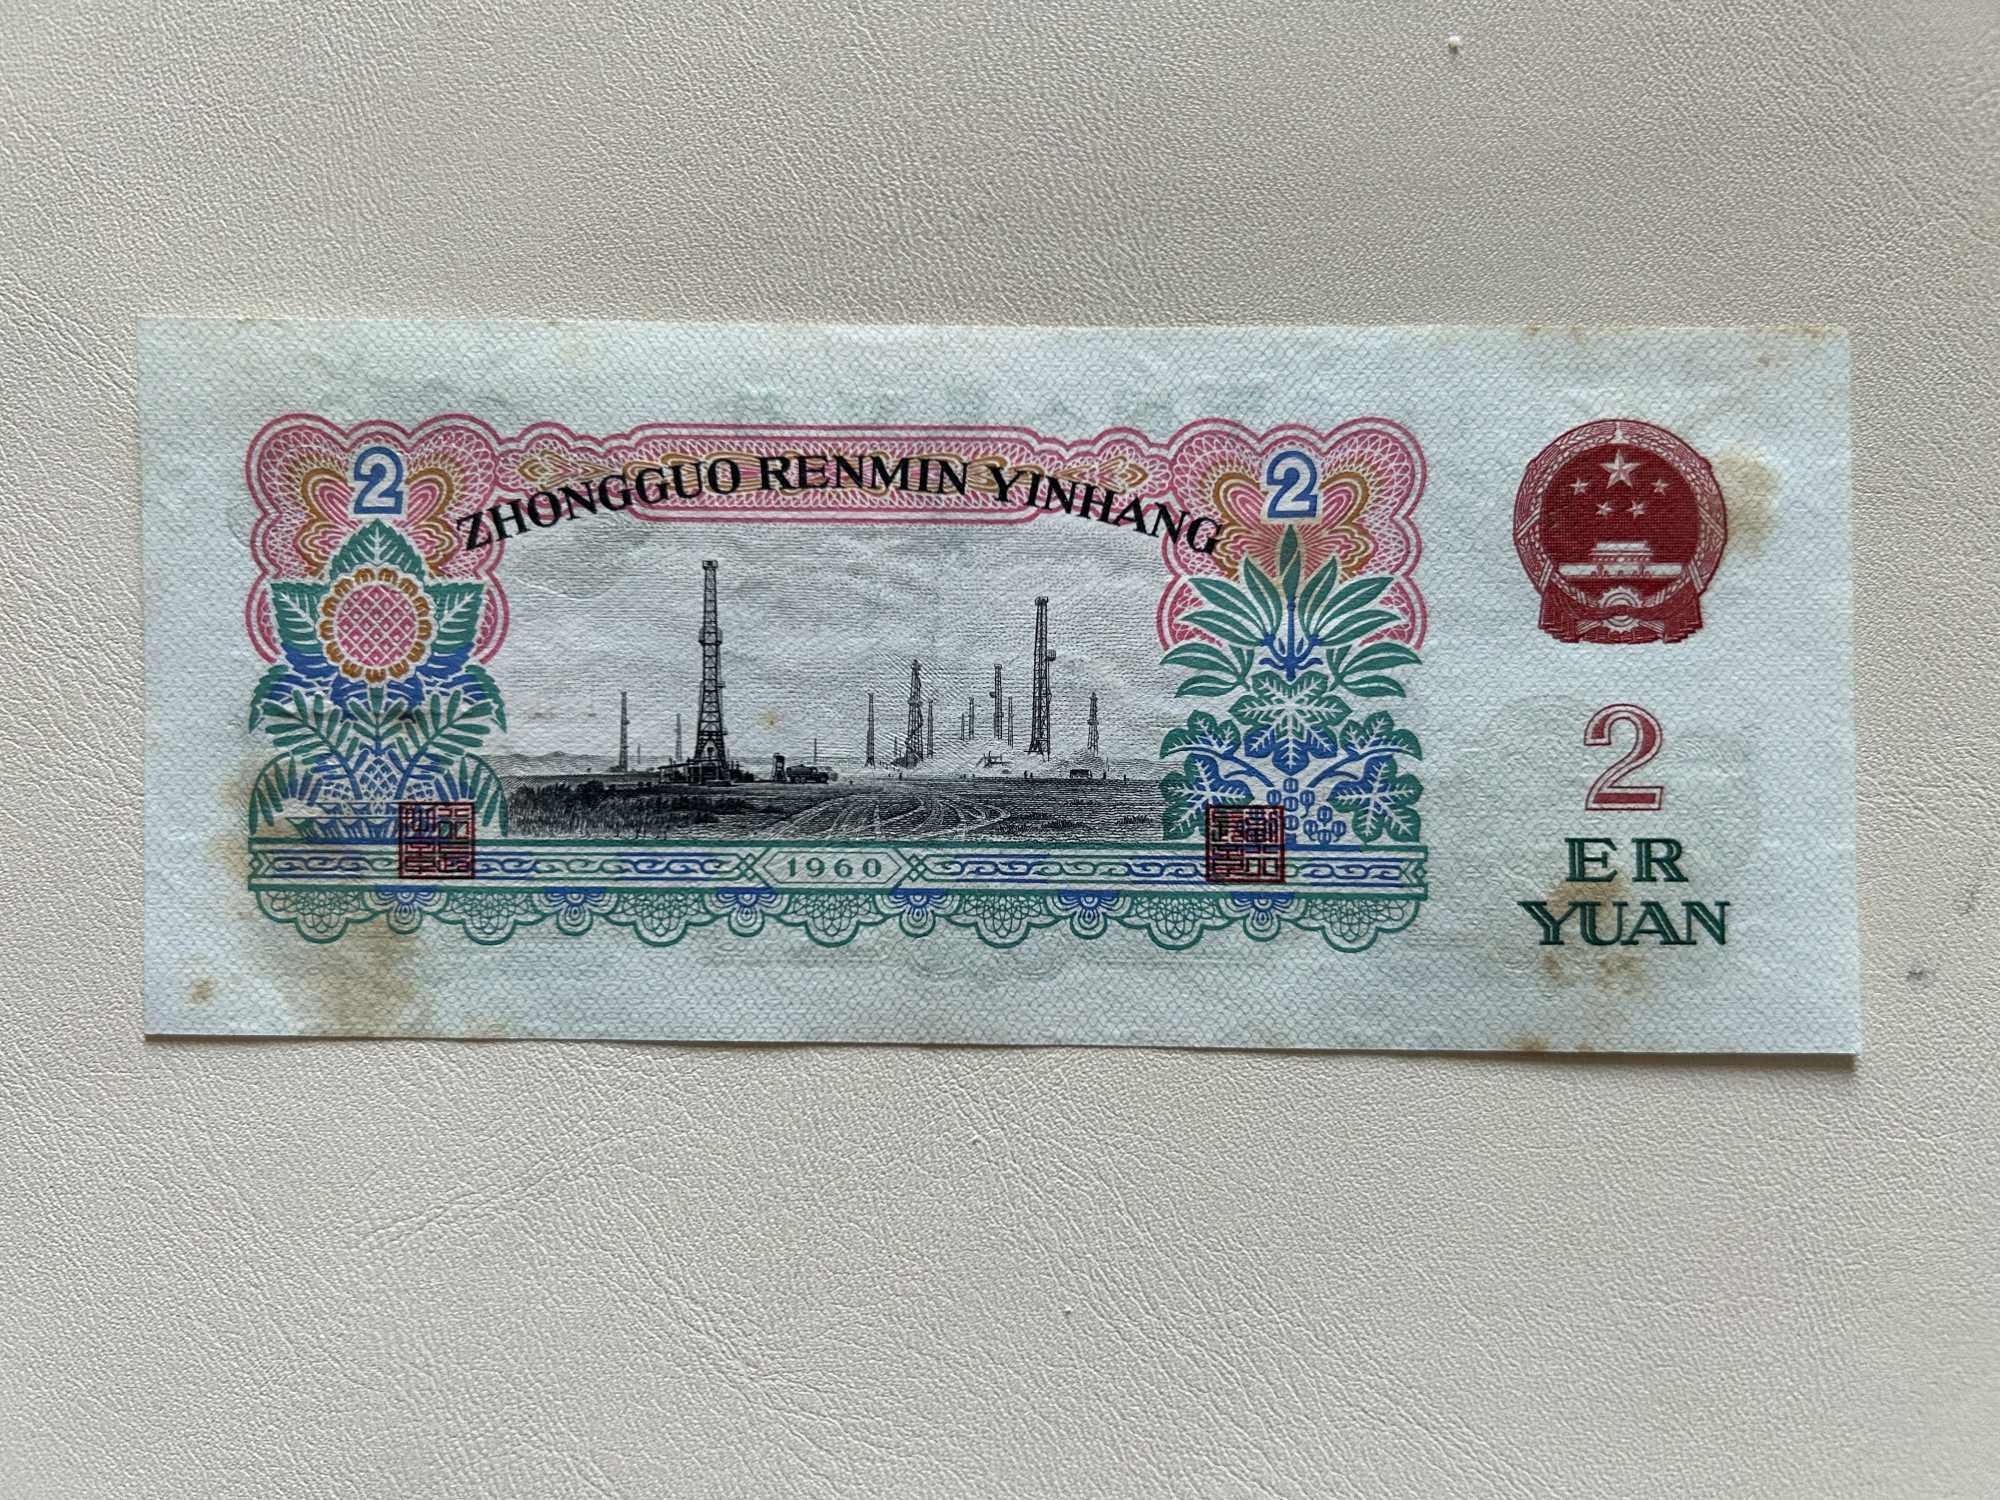 2
ZHONGGUO RENMIN YINHANG
2
1960
2
ER
YUAN